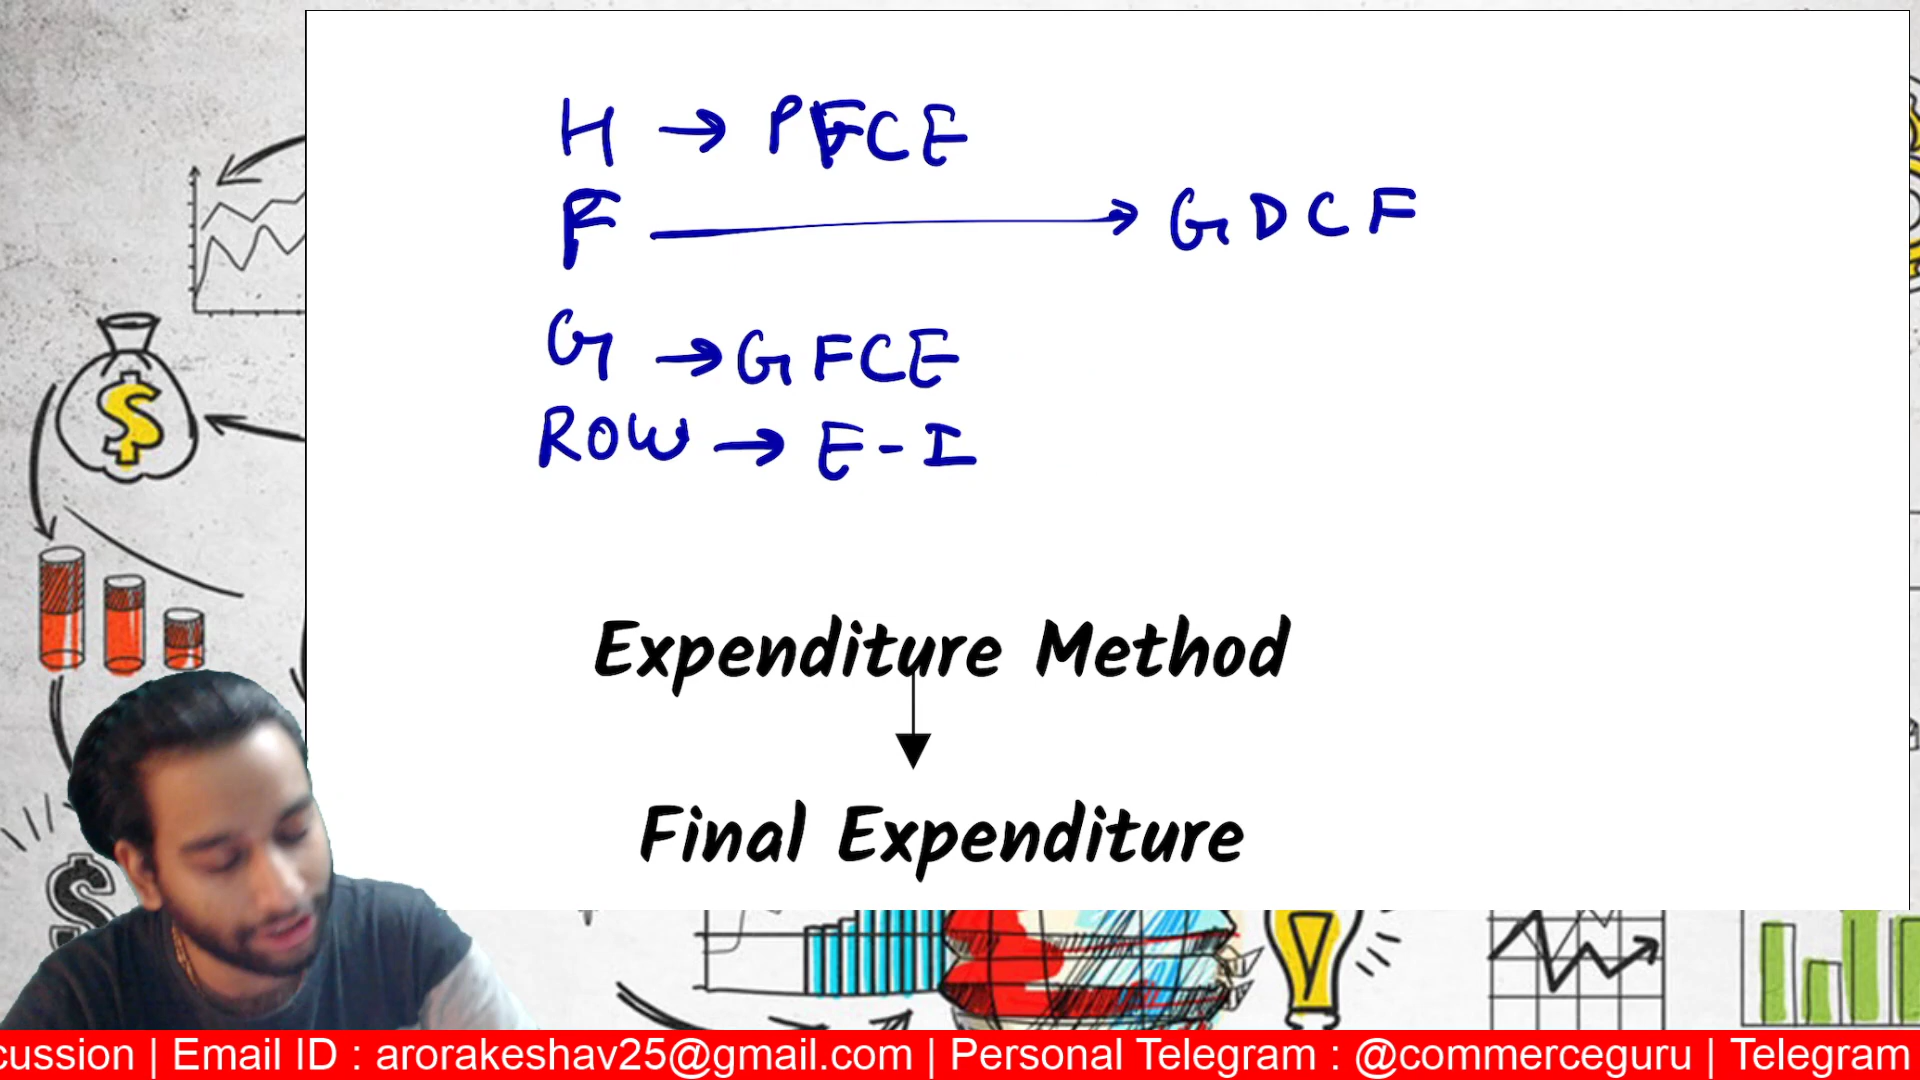 H → PFCE
F → GDCF
G → GFCE
ROW → E-I
Expenditure Method
Final Expenditure
cussion | Email ID : arorakeshav25@gmail.com | Personal Telegram : @commerceguru | Telegram